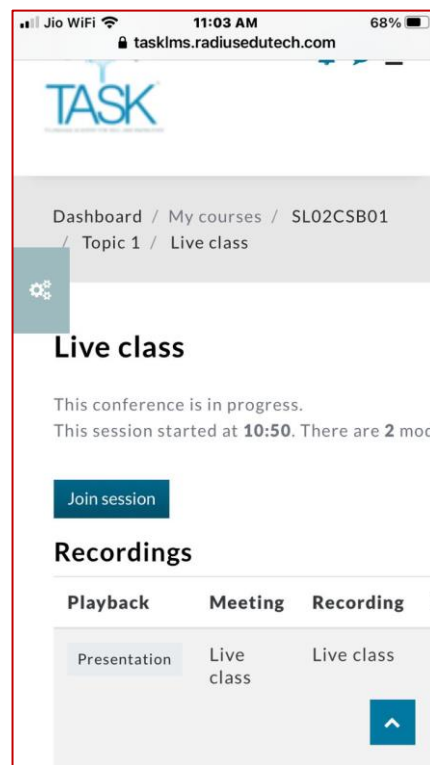 Jio WiFi 11:03 AM 68%
tasklms.radiusedutech.com
TASK
Dashboard / My courses / SL02CSB01
/ Topic 1 / Live class
Live class
This conference is in progress.
This session started at 10:50. There are 2 mod
Join session
Recordings
Playback Meeting Recording
Presentation Live Live class
class